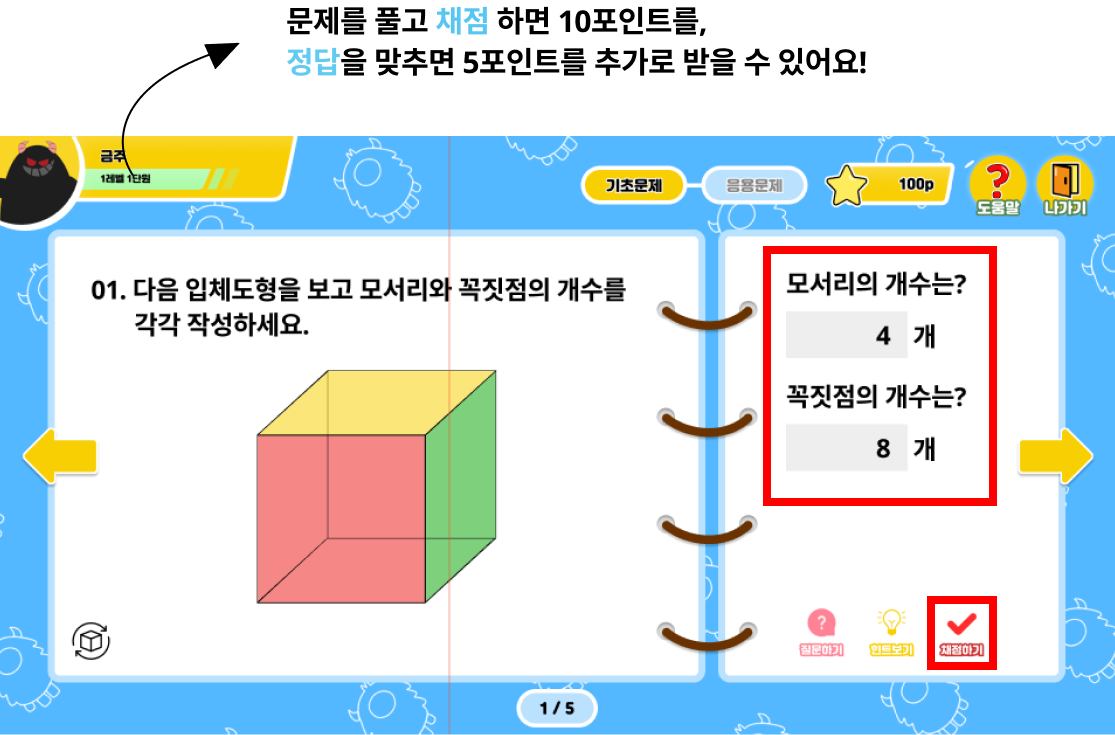 문제를 풀고 채점 하면 10포인트를,
정답을 맞추면 5포인트를 추가로 받을 수 있어요!
금주
1레벨 1단원
기초문제
응용문제
100p
?
도움말
나가기
01. 다음 입체도형을 보고 모서리와 꼭짓점의 개수를
각각 작성하세요.
모서리의 개수는?
4 개
꼭짓점의 개수는?
8 개
?
질문하기
힌트보기
채점하기
1 / 5